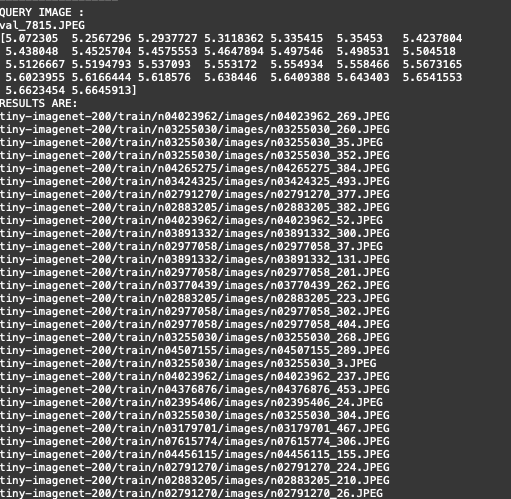 QUERY IMAGE :
val_7815.JPEG
[5.072305  5.2567296 5.2937727 5.3118362 5.335415  5.35453   5.4237804
 5.438048  5.4525704 5.4575553 5.4647894 5.497546  5.498531  5.504518
 5.5126667 5.5194793 5.537093  5.553172  5.554934  5.558466  5.5673165
 5.6023955 5.6166444 5.618576  5.638446  5.6409388 5.643403  5.6541553
 5.6623454 5.6645913]
RESULTS ARE:
tiny-imagenet-200/train/n04023962/images/n04023962_269.JPEG
tiny-imagenet-200/train/n03255030/images/n03255030_260.JPEG
tiny-imagenet-200/train/n03255030/images/n03255030_35.JPEG
tiny-imagenet-200/train/n03255030/images/n03255030_352.JPEG
tiny-imagenet-200/train/n04265275/images/n04265275_384.JPEG
tiny-imagenet-200/train/n03424325/images/n03424325_493.JPEG
tiny-imagenet-200/train/n02791270/images/n02791270_377.JPEG
tiny-imagenet-200/train/n02883205/images/n02883205_382.JPEG
tiny-imagenet-200/train/n04023962/images/n04023962_52.JPEG
tiny-imagenet-200/train/n03891332/images/n03891332_300.JPEG
tiny-imagenet-200/train/n02977058/images/n02977058_37.JPEG
tiny-imagenet-200/train/n03891332/images/n03891332_131.JPEG
tiny-imagenet-200/train/n02977058/images/n02977058_201.JPEG
tiny-imagenet-200/train/n03770439/images/n03770439_262.JPEG
tiny-imagenet-200/train/n02883205/images/n02883205_223.JPEG
tiny-imagenet-200/train/n02977058/images/n02977058_302.JPEG
tiny-imagenet-200/train/n02977058/images/n02977058_404.JPEG
tiny-imagenet-200/train/n03255030/images/n03255030_268.JPEG
tiny-imagenet-200/train/n04507155/images/n04507155_289.JPEG
tiny-imagenet-200/train/n03255030/images/n03255030_3.JPEG
tiny-imagenet-200/train/n04023962/images/n04023962_237.JPEG
tiny-imagenet-200/train/n04376876/images/n04376876_453.JPEG
tiny-imagenet-200/train/n02395406/images/n02395406_24.JPEG
tiny-imagenet-200/train/n03255030/images/n03255030_304.JPEG
tiny-imagenet-200/train/n03179701/images/n03179701_467.JPEG
tiny-imagenet-200/train/n07615774/images/n07615774_306.JPEG
tiny-imagenet-200/train/n04456115/images/n04456115_155.JPEG
tiny-imagenet-200/train/n02791270/images/n02791270_224.JPEG
tiny-imagenet-200/train/n02883205/images/n02883205_210.JPEG
tiny-imagenet-200/train/n02791270/images/n02791270_26.JPEG